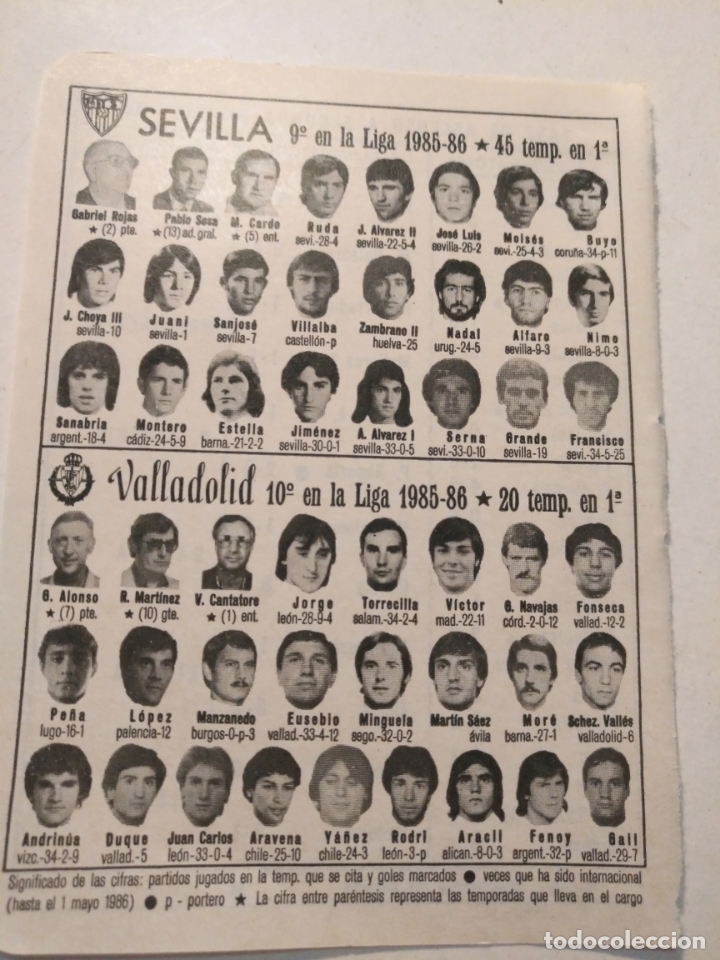 SEVILLA 9º en la Liga 1985-86 ★ 45 temp. en 1ª
Gabriel Rojas Pablo Sosa M. Cardo Ruda J. Alvarez II José Luis Moisés Buyo
★ (2) pte. ★(13) ad. gral. ★ (5) ent. sevi.-28-4 sevilla-22-5-4 sevilla-26-2 sevi.-25-4-3 coruña-34-p-11
J. Choya III Juani Sanjosé Villalba Zambrano II Nadal Alfaro Nimo
sevilla-10 sevilla-1 sevilla-7 castellón-p huelva-25 urug.-24-5 sevilla-9-3 sevilla-8-0-3
Sanabria Montero Estella Jiménez A. Alvarez I Serna Grande Francisco
argent.-18-4 cádiz-24-5-9 barna.-21-2-2 sevilla-30-0-1 sevilla-33-0-5 sevi.-33-0-10 sevilla-19 sevi.-34-5-25
Valladolid 10º en la Liga 1985-86 ★ 20 temp. en 1ª
G. Alonso R. Martínez V. Cantatore Jorge Torrecilla Víctor G. Navajas Fonseca
★ (7) pte. ★ (10) gte. ★ (1) ent. león-28-9-4 salam.-34-2-4 mad.-22-11 córd.-2-0-12 vallad.-12-2
Peña López Manzanedo Eusebio Minguela Martín Sáez Moré Schez. Vallés
lugo-16-1 palencia-12 burgos-0-p-3 vallad.-33-4-12 sego.-32-0-2 ávila barna.-27-1 valladolid-6
Andrinúa Duque Juan Carlos Aravena Yáñez Rodri Aracil Fenoy Gail
vizc.-34-2-9 vallad.-5 león-33-0-4 chile-25-10 chile-24-3 león-3-p alican.-8-0-3 argent.-32-p vallad.-29-7
Significado de las cifras: partidos jugados en la temp. que se cita y goles marcados ● veces que ha sido internacional
(hasta el 1 mayo 1986) ● p - portero ★ La cifra entre paréntesis representa las temporadas que lleva en el cargo
todocoleccion